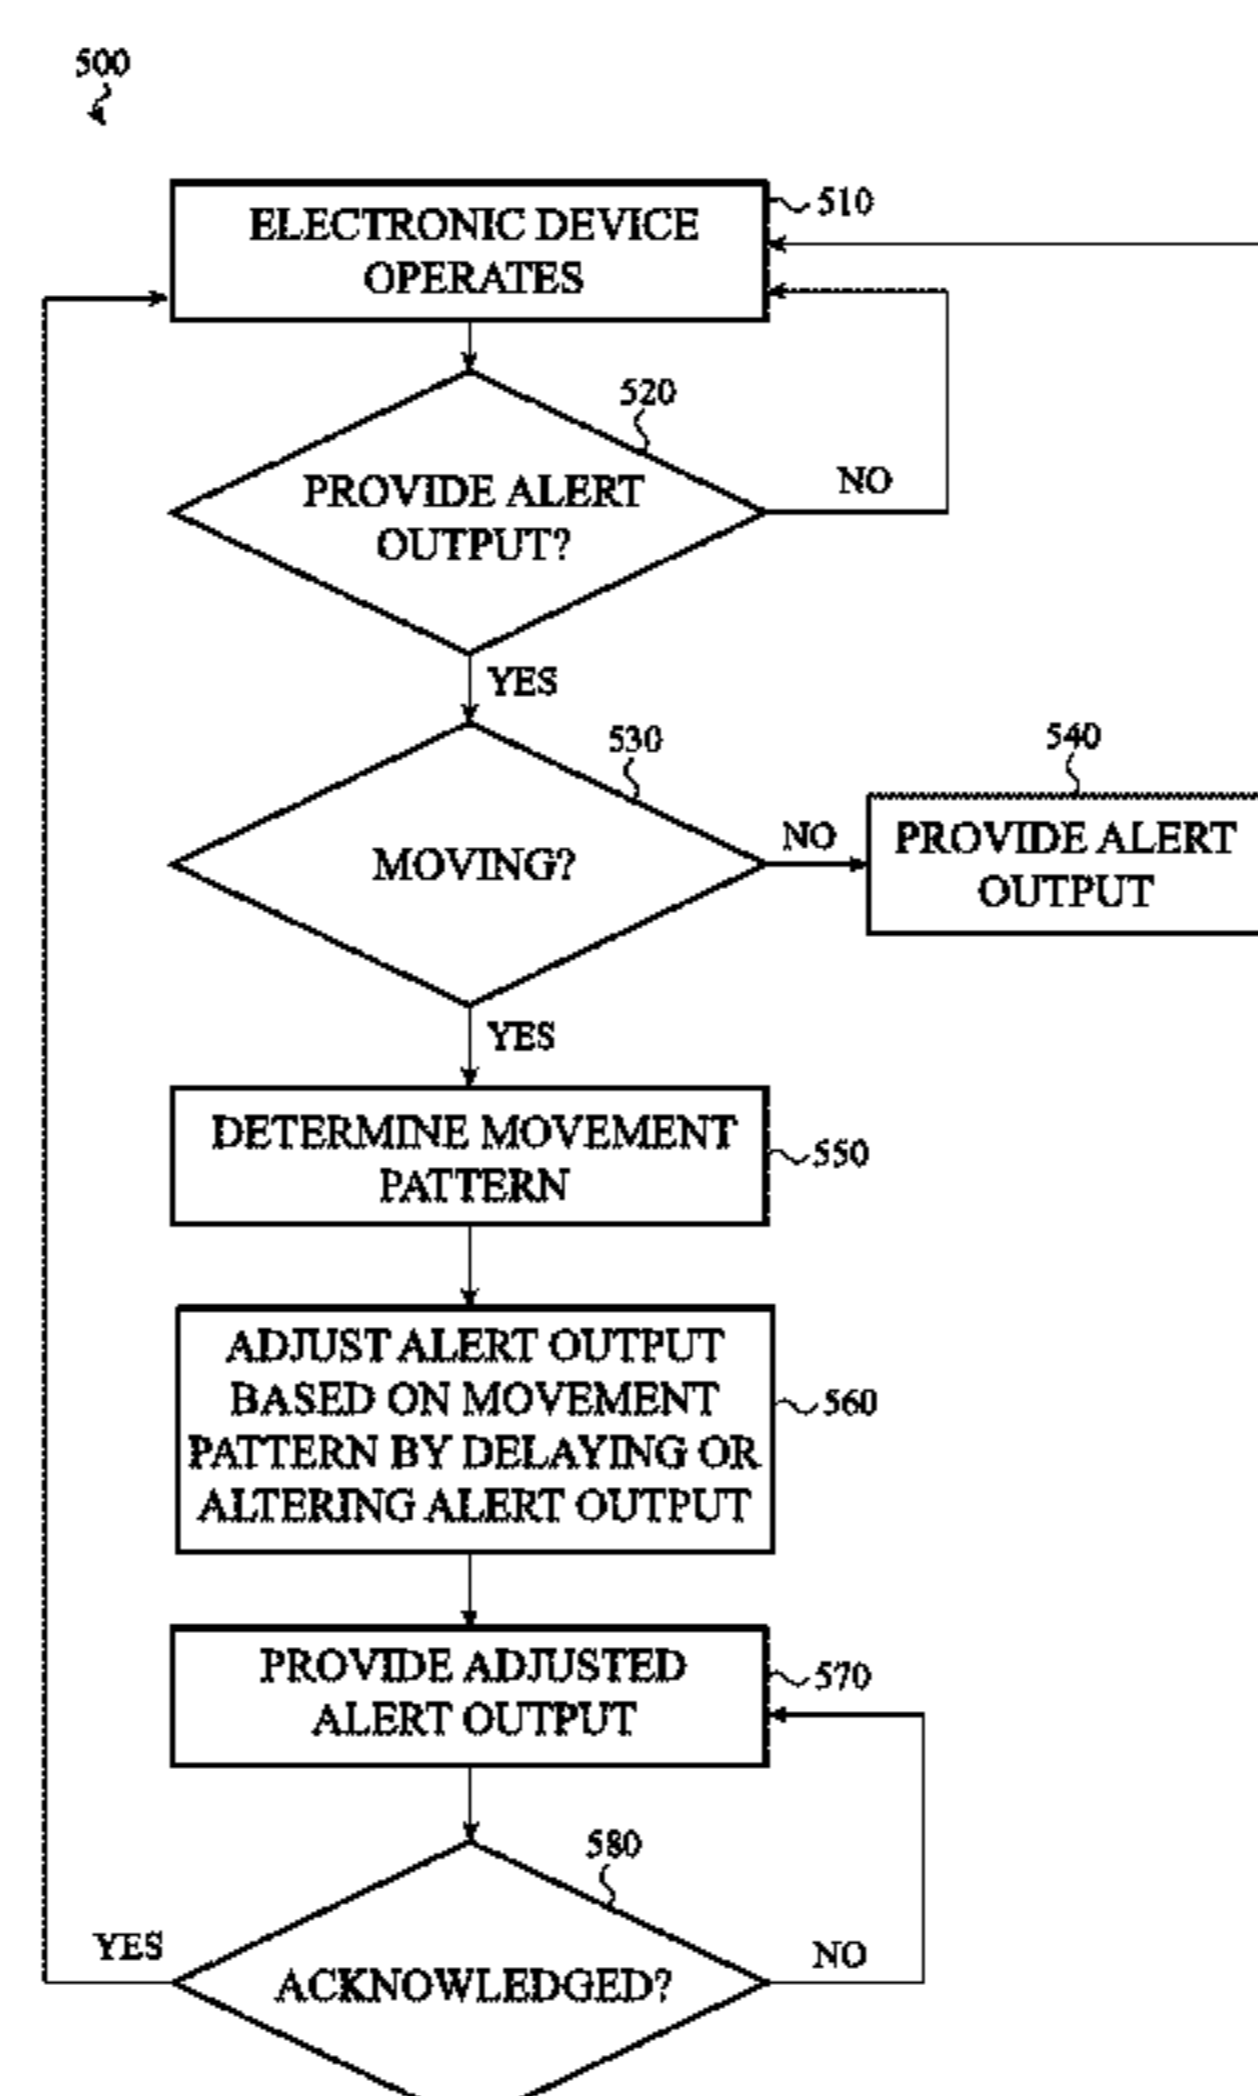 500
ELECTRONIC DEVICE
OPERATES
510
520
PROVIDE ALERT
OUTPUT?
NO
YES
530
MOVING?
NO
540
PROVIDE ALERT
OUTPUT
YES
DETERMINE MOVEMENT
PATTERN
550
ADJUST ALERT OUTPUT
BASED ON MOVEMENT
PATTERN BY DELAYING OR
ALTERING ALERT OUTPUT
560
PROVIDE ADJUSTED
ALERT OUTPUT
570
580
YES
ACKNOWLEDGED?
NO